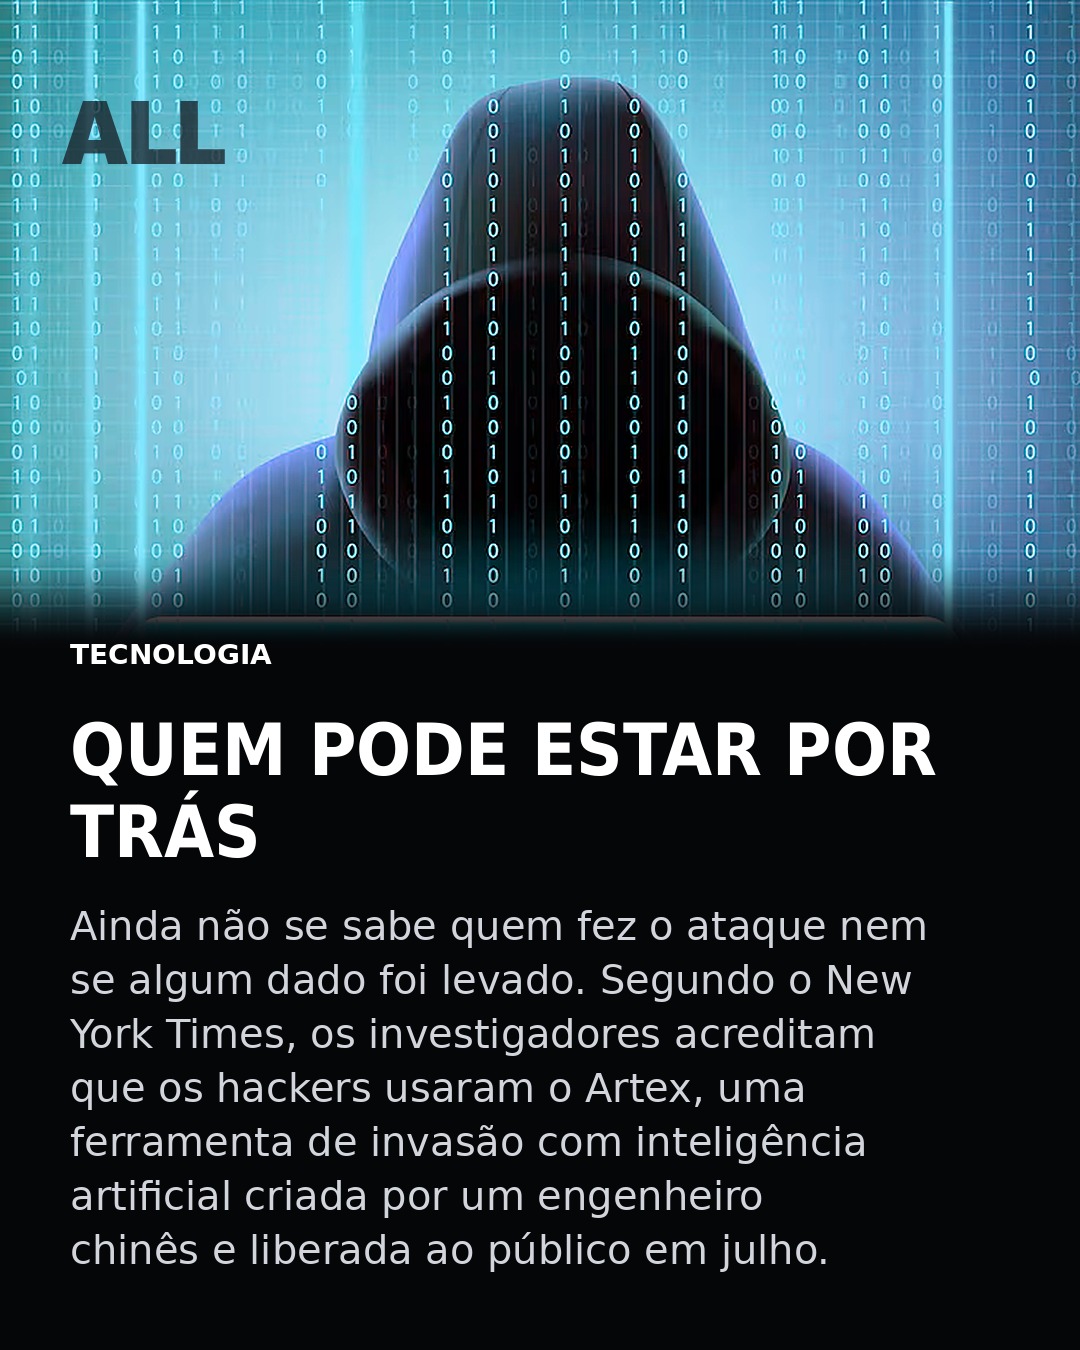 ALL
TECNOLOGIA
QUEM PODE ESTAR POR
TRÁS
Ainda não se sabe quem fez o ataque nem
se algum dado foi levado. Segundo o New
York Times, os investigadores acreditam
que os hackers usaram o Artex, uma
ferramenta de invasão com inteligência
artificial criada por um engenheiro
chinês e liberada ao público em julho.